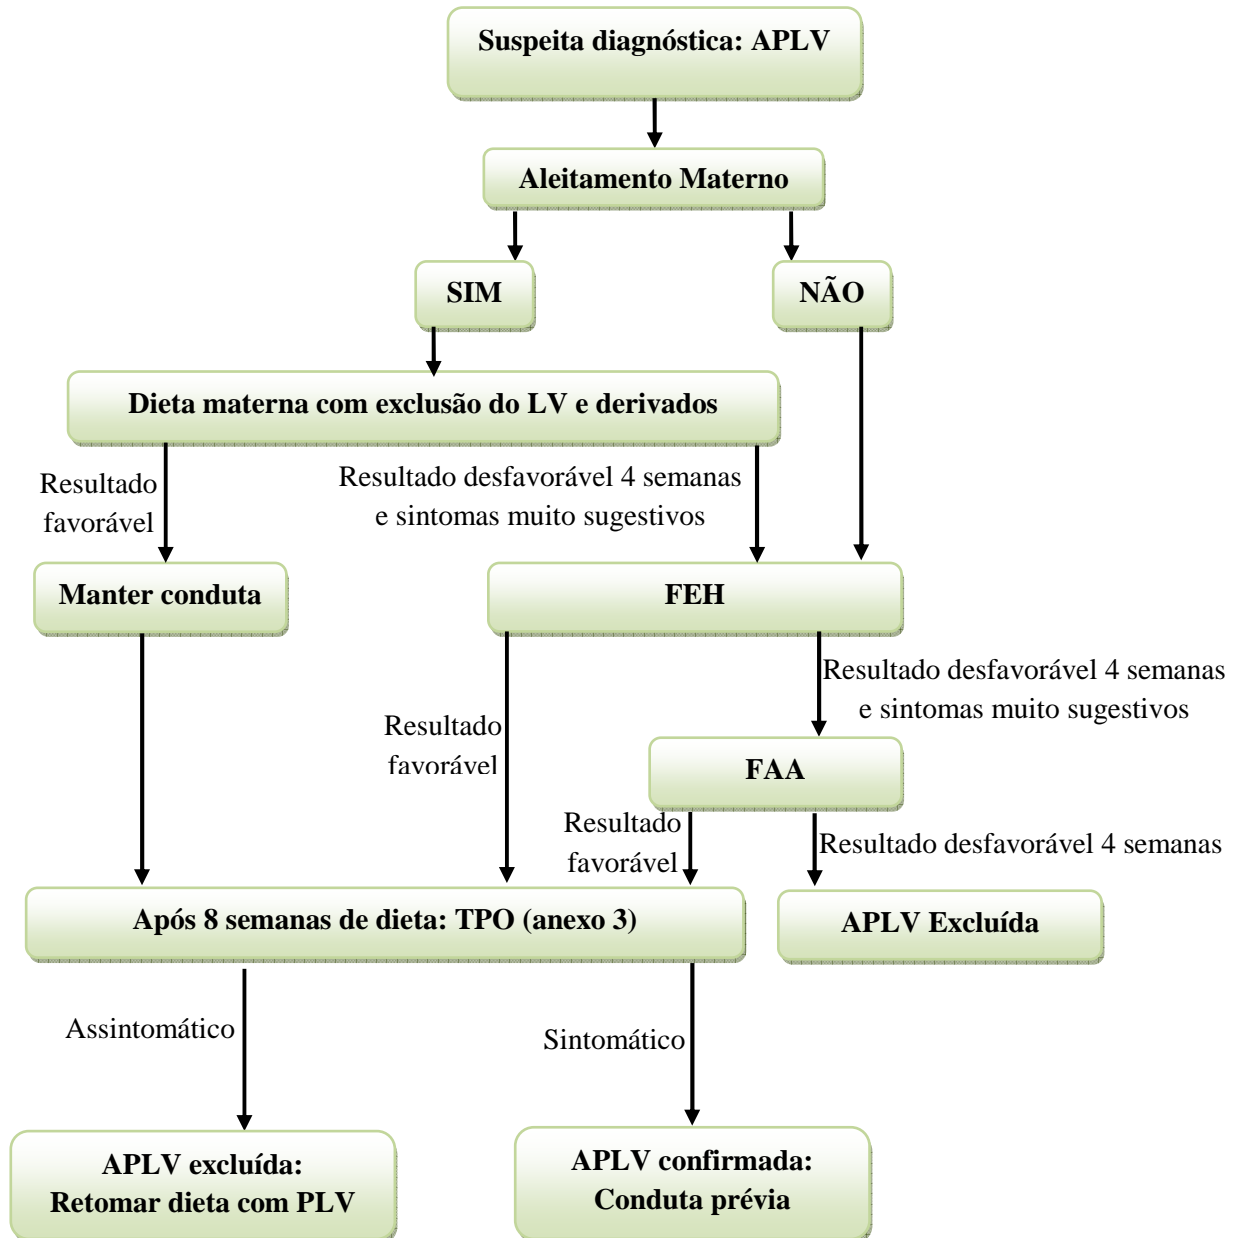 Suspeita diagnóstica: APLV
Aleitamento Materno
SIM
NÃO
Dieta materna com exclusão do LV e derivados
Resultado
favorável
Resultado desfavorável 4 semanas
e sintomas muito sugestivos
Manter conduta
FEH
Resultado
favorável
Resultado desfavorável 4 semanas
e sintomas muito sugestivos
FAA
Resultado
favorável
Resultado desfavorável 4 semanas
Após 8 semanas de dieta: TPO (anexo 3)
APLV Excluída
Assintomático
Sintomático
APLV excluída:
Retomar dieta com PLV
APLV confirmada:
Conduta prévia